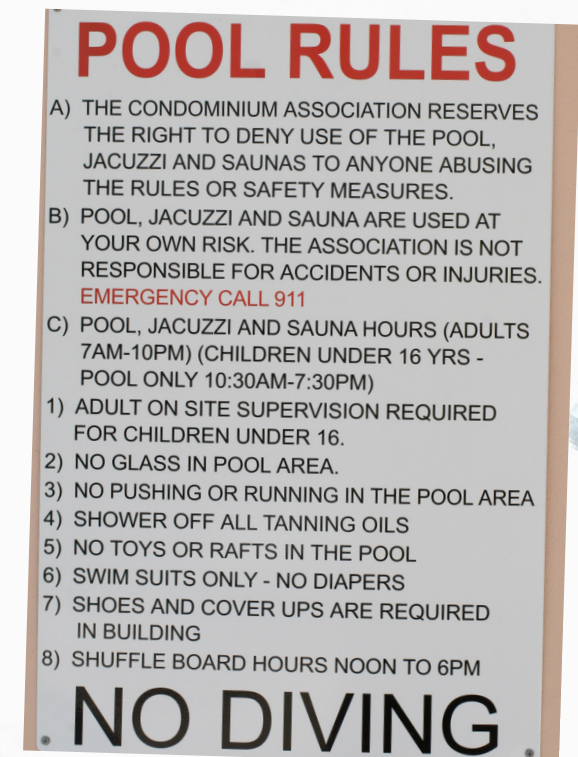 POOL RULES
A) THE CONDOMINIUM ASSOCIATION RESERVES
THE RIGHT TO DENY USE OF THE POOL,
JACUZZI AND SAUNAS TO ANYONE ABUSING
THE RULES OR SAFETY MEASURES.
B) POOL, JACUZZI AND SAUNA ARE USED AT
YOUR OWN RISK. THE ASSOCIATION IS NOT
RESPONSIBLE FOR ACCIDENTS OR INJURIES.
EMERGENCY CALL 911
C) POOL, JACUZZI AND SAUNA HOURS (ADULTS
7AM-10PM) (CHILDREN UNDER 16 YRS -
POOL ONLY 10:30AM-7:30PM)
1) ADULT ON SITE SUPERVISION REQUIRED
FOR CHILDREN UNDER 16.
2) NO GLASS IN POOL AREA.
3) NO PUSHING OR RUNNING IN THE POOL AREA
4) SHOWER OFF ALL TANNING OILS
5) NO TOYS OR RAFTS IN THE POOL
6) SWIM SUITS ONLY - NO DIAPERS
7) SHOES AND COVER UPS ARE REQUIRED
IN BUILDING
8) SHUFFLE BOARD HOURS NOON TO 6PM
NO DIVING